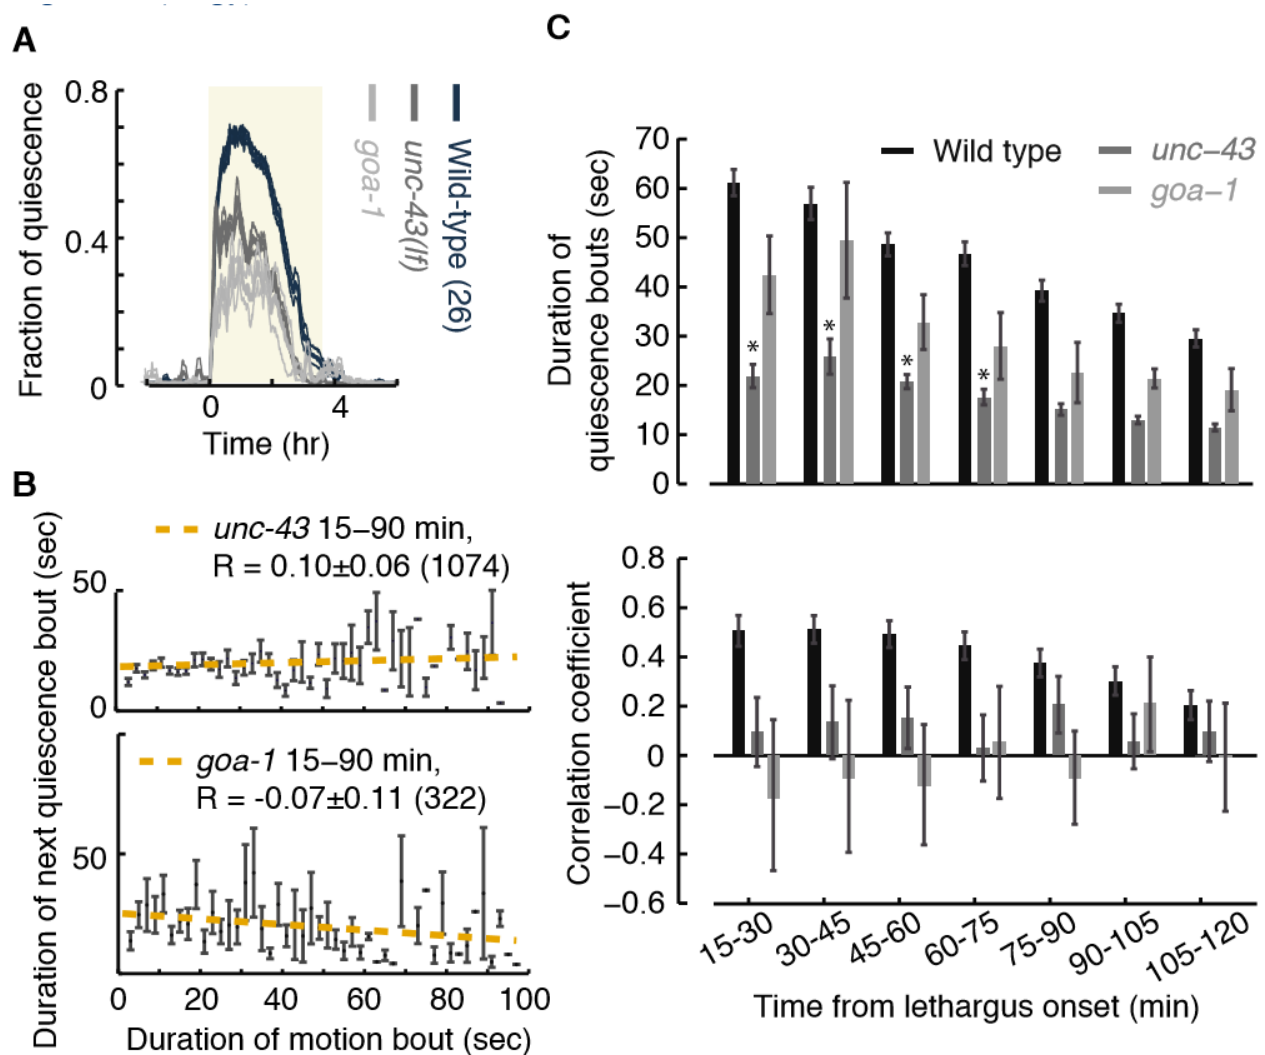 A
Fraction of quiescence
0.8
0.4
0
0
4
Time (hr)
goa-1
unc-43(lf)
Wild-type (26)
B
Duration of next quiescence bout (sec)
unc-43 15–90 min,
R = 0.10±0.06 (1074)
50
0
goa-1 15–90 min,
R = -0.07±0.11 (322)
50
0
20
40
60
80
100
Duration of motion bout (sec)
C
Duration of
quiescence bouts (sec)
70
60
50
40
30
20
10
0
Wild type
unc–43
goa–1
*
*
*
*
Correlation coefficient
0.8
0.6
0.4
0.2
0
−0.2
−0.4
−0.6
15-30
30-45
45-60
60-75
75-90
90-105
105-120
Time from lethargus onset (min)